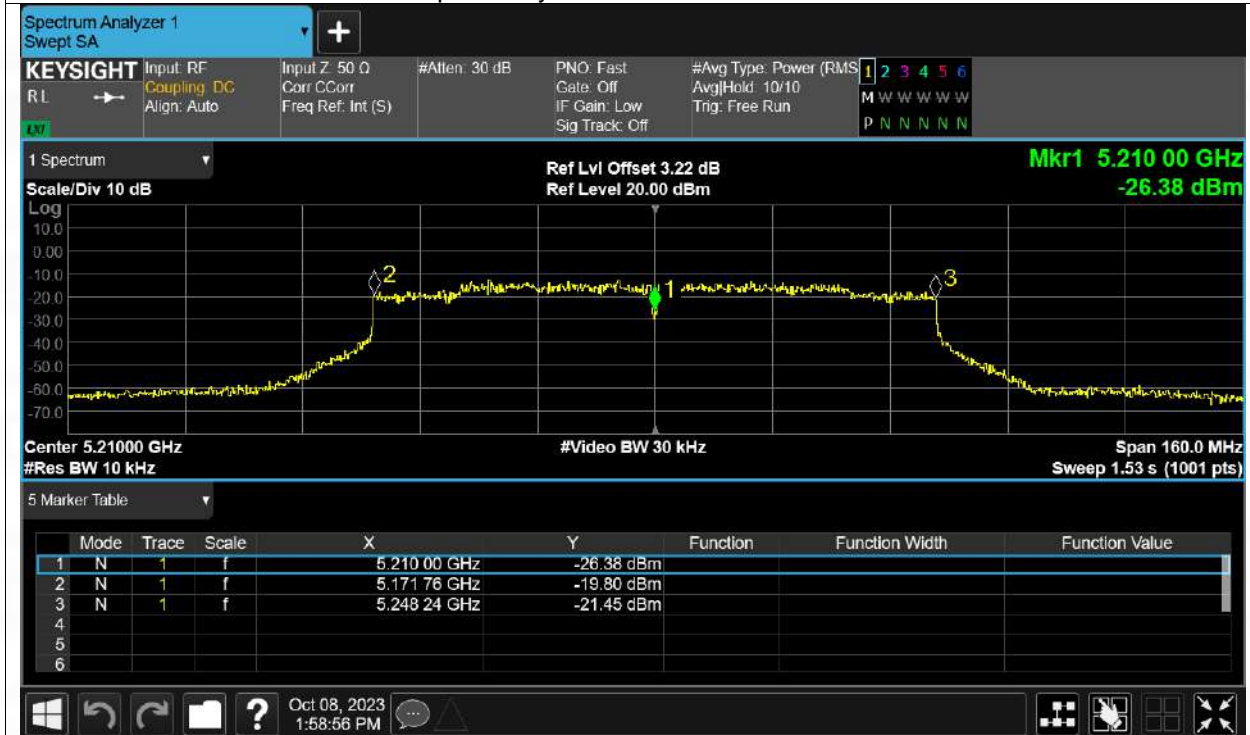 Spectrum Analyzer 1
Swept SA
+
KEYSIGHT
RL
LXI
Input: RF
Coupling: DC
Align: Auto
Input Z: 50 Ω
Corr CCorr
Freq Ref: Int (S)
#Atten: 30 dB
PNO: Fast
Gate: Off
IF Gain: Low
Sig Track: Off
#Avg Type: Power (RMS
Avg|Hold: 10/10
Trig: Free Run
1 2 3 4 5 6
M W W W W W
P N N N N N
1 Spectrum
Scale/Div 10 dB
Ref Lvl Offset 3.22 dB
Ref Level 20.00 dBm
Mkr1 5.210 00 GHz
-26.38 dBm
Log
10.0
0.00
-10.0
-20.0
-30.0
-40.0
-50.0
-60.0
-70.0
2
1
3
Center 5.21000 GHz #Video BW 30 kHz Span 160.0 MHz
#Res BW 10 kHz Sweep 1.53 s (1001 pts)
5 Marker Table
Mode Trace Scale X Y Function Function Width Function Value
1 N 1 f 5.210 00 GHz -26.38 dBm
2 N 1 f 5.171 76 GHz -19.80 dBm
3 N 1 f 5.248 24 GHz -21.45 dBm
4
5
6
?
Oct 08, 2023
1:58:56 PM